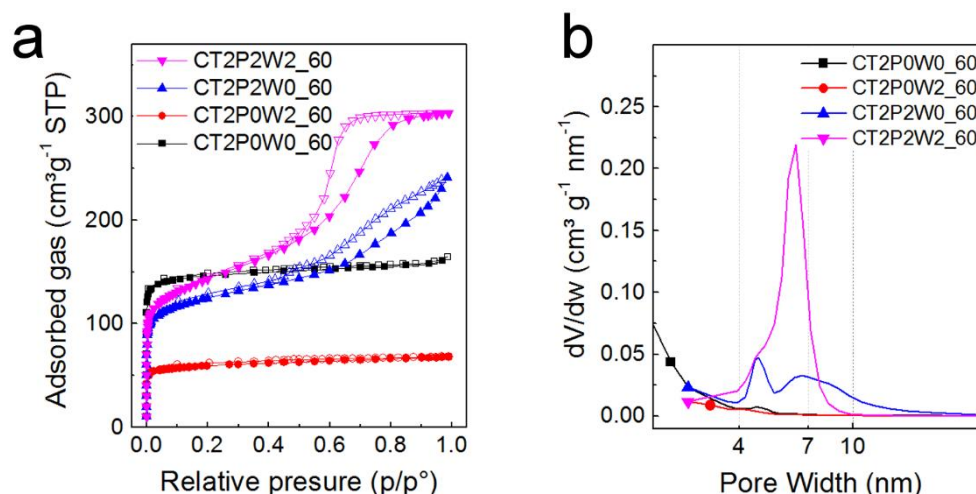 a
CT2P2W2_60
CT2P2W0_60
CT2P0W2_60
CT2P0W0_60
Adsorbed gas (cm³g⁻¹ STP)
300
200
100
0
0.0 0.2 0.4 0.6 0.8 1.0
Relative presure (p/p°)
b
CT2P0W0_60
CT2P0W2_60
CT2P2W0_60
CT2P2W2_60
dV/dw (cm³ g⁻¹ nm⁻¹)
0.25
0.20
0.15
0.10
0.05
0.00
4 7 10
Pore Width (nm)